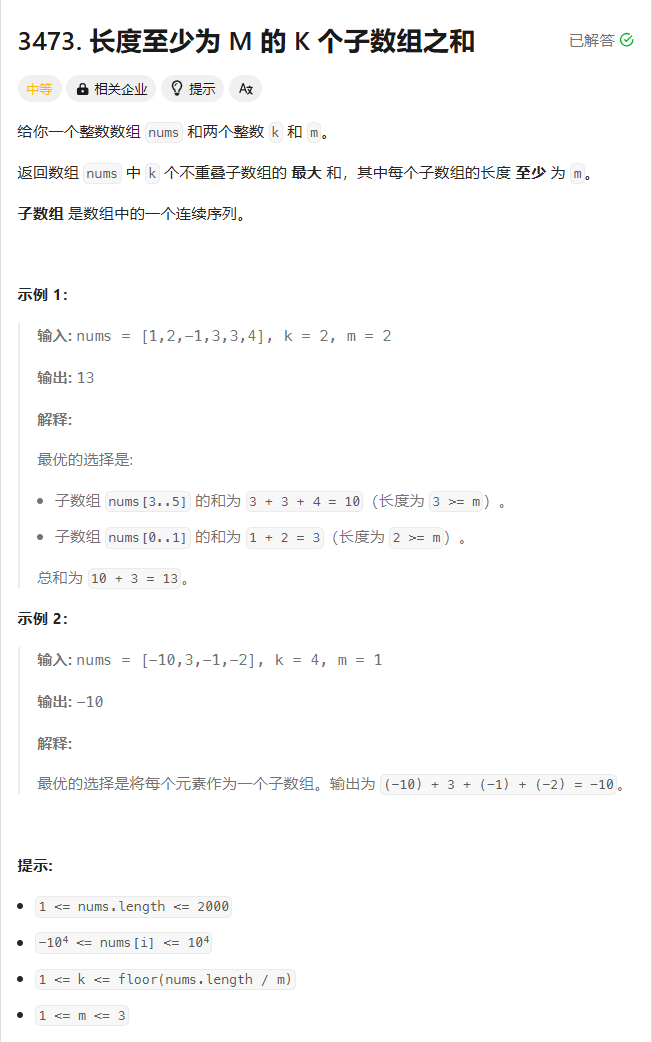 3473. 长度至少为 M 的 K 个子数组之和
已解答
中等 相关企业 提示
给你一个整数数组 nums 和两个整数 k 和 m。
返回数组 nums 中 k 个不重叠子数组的 最大 和，其中每个子数组的长度 至少 为 m。
子数组 是数组中的一个连续序列。
示例 1：
输入: nums = [1,2,-1,3,3,4], k = 2, m = 2
输出: 13
解释:
最优的选择是:
子数组 nums[3..5] 的和为 3 + 3 + 4 = 10（长度为 3 >= m）。
子数组 nums[0..1] 的和为 1 + 2 = 3（长度为 2 >= m）。
总和为 10 + 3 = 13。
示例 2：
输入: nums = [-10,3,-1,-2], k = 4, m = 1
输出: -10
解释:
最优的选择是将每个元素作为一个子数组。输出为 (-10) + 3 + (-1) + (-2) = -10。
提示:
1 <= nums.length <= 2000
-10⁴ <= nums[i] <= 10⁴
1 <= k <= floor(nums.length / m)
1 <= m <= 3